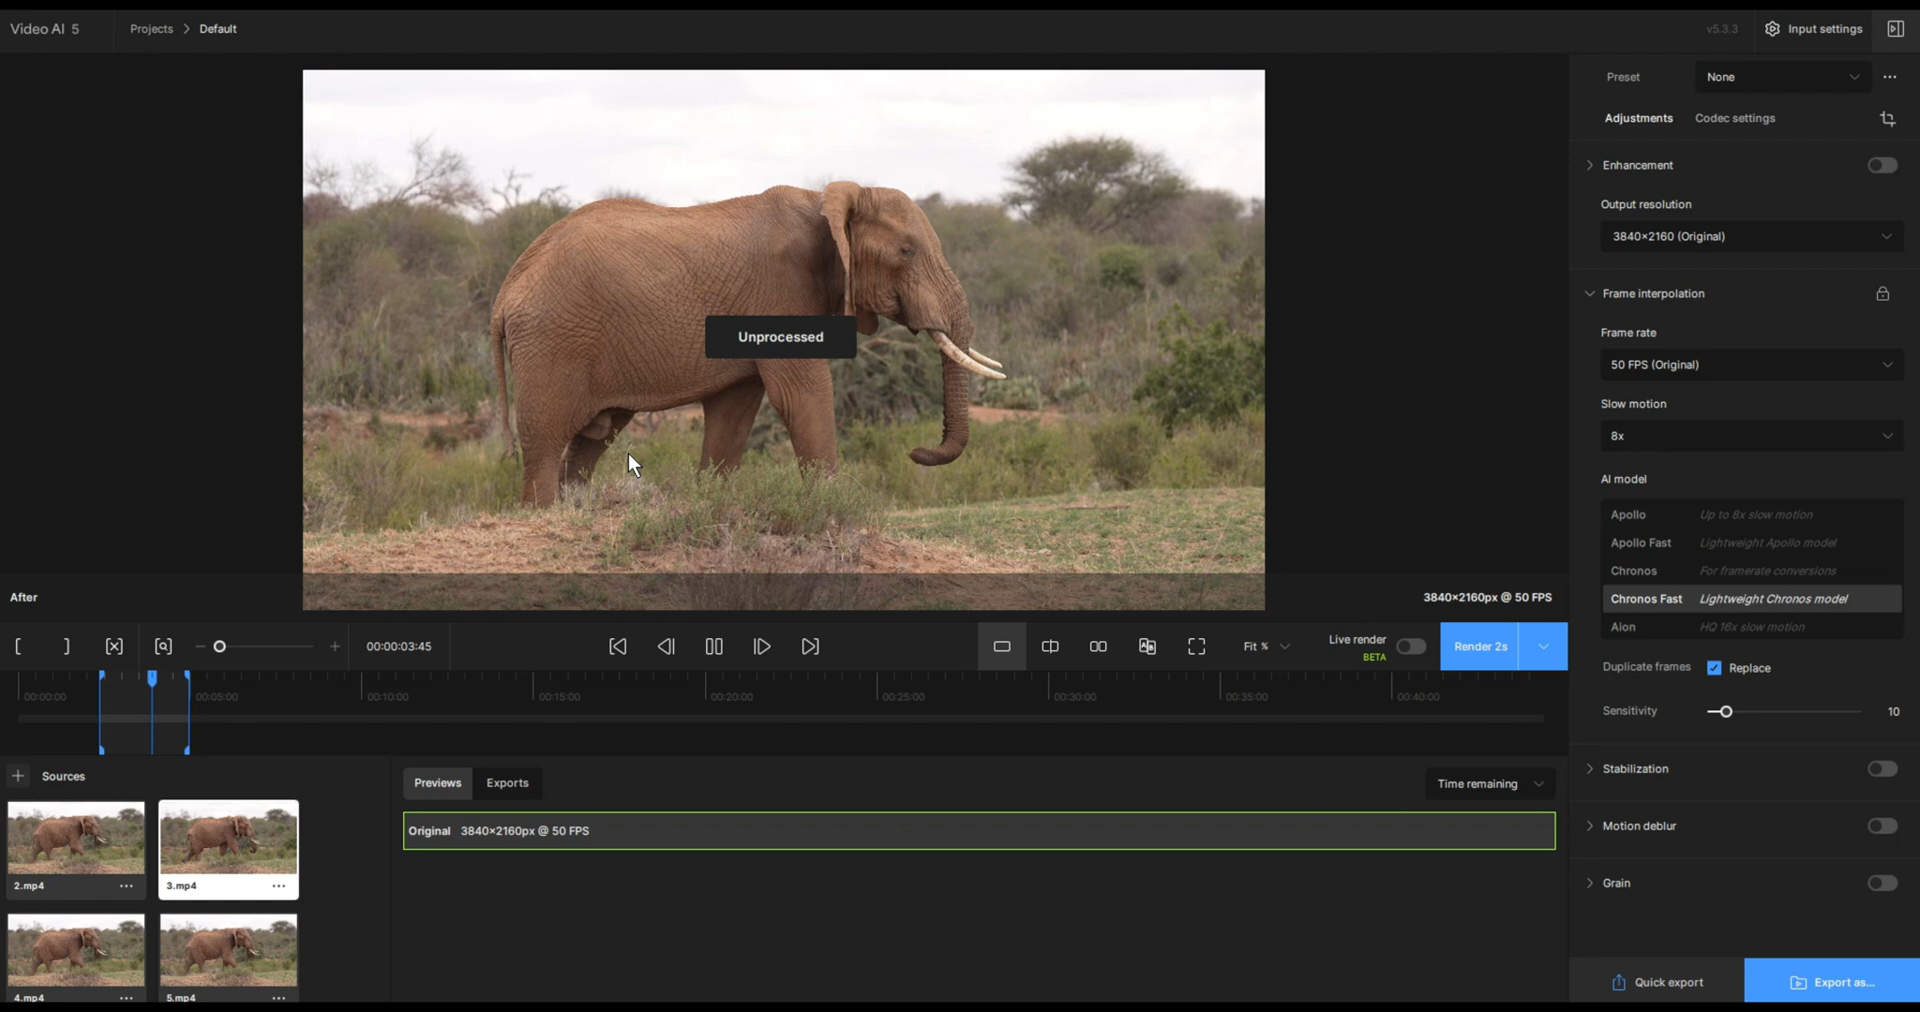 Video AI 5
Projects > Default
v5.3.3
Input settings
Preset
None
Adjustments
Codec settings
Enhancement
Output resolution
3840×2160 (Original)
Frame interpolation
Frame rate
50 FPS (Original)
Slow motion
8x
AI model
Apollo Up to 8x slow motion
Apollo Fast Lightweight Apollo model
Chronos For framerate conversions
Chronos Fast Lightweight Chronos model
Aion HQ 16x slow motion
Duplicate frames Replace
Sensitivity 10
Stabilization
Motion deblur
Grain
Quick export
Export as...
Unprocessed
After
3840×2160px @ 50 FPS
00:00:03:45
Fit %
Live render
BETA
Render 2s
00:00:00 00:05:00 00:10:00 00:15:00 00:20:00 00:25:00 00:30:00 00:35:00 00:40:00
Sources
2.mp4
3.mp4
4.mp4
5.mp4
Previews
Exports
Time remaining
Original 3840×2160px @ 50 FPS